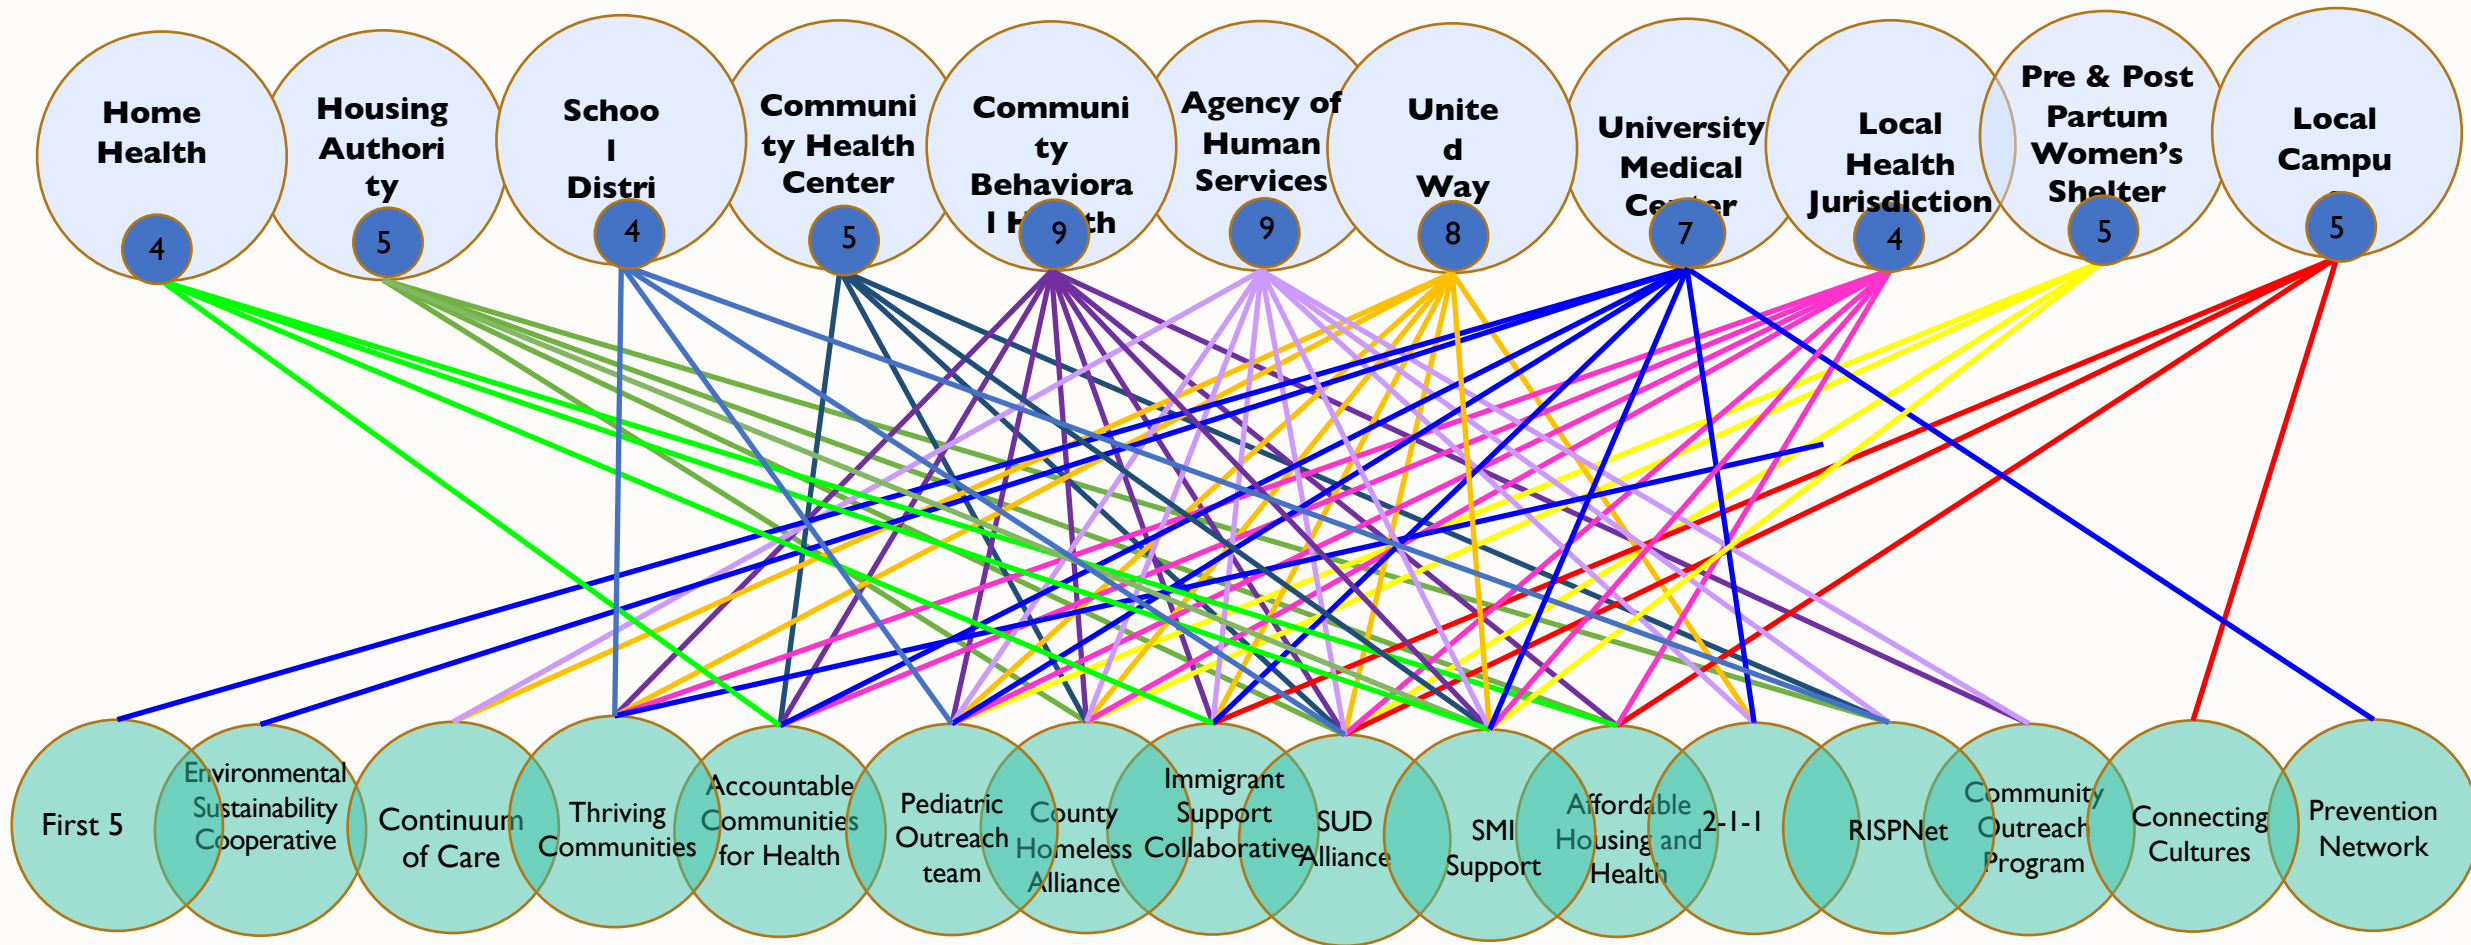 Home
Health
4
Housing
Authori
ty
5
Schoo
l
Distri
4
Communi
ty Health
Center
5
Communi
ty
Behaviora
l H th
9
Agency of
Human
Services
9
Unite
d
Way
8
University
Medical
Center
7
Local
Health
Jurisdiction
4
Pre & Post
Partum
Women’s
Shelter
5
Local
Campu
5
First 5
Environmental
Sustainability
Cooperative
Continuum
of Care
Thriving
Communities
Accountable
Communities
for Health
Pediatric
Outreach
team
County
Homeless
Alliance
Immigrant
Support
Collaborative
SUD
Alliance
SMI
Support
Affordable
Housing and
Health
2-1-1
RISPNet
Community
Outreach
Program
Connecting
Cultures
Prevention
Network